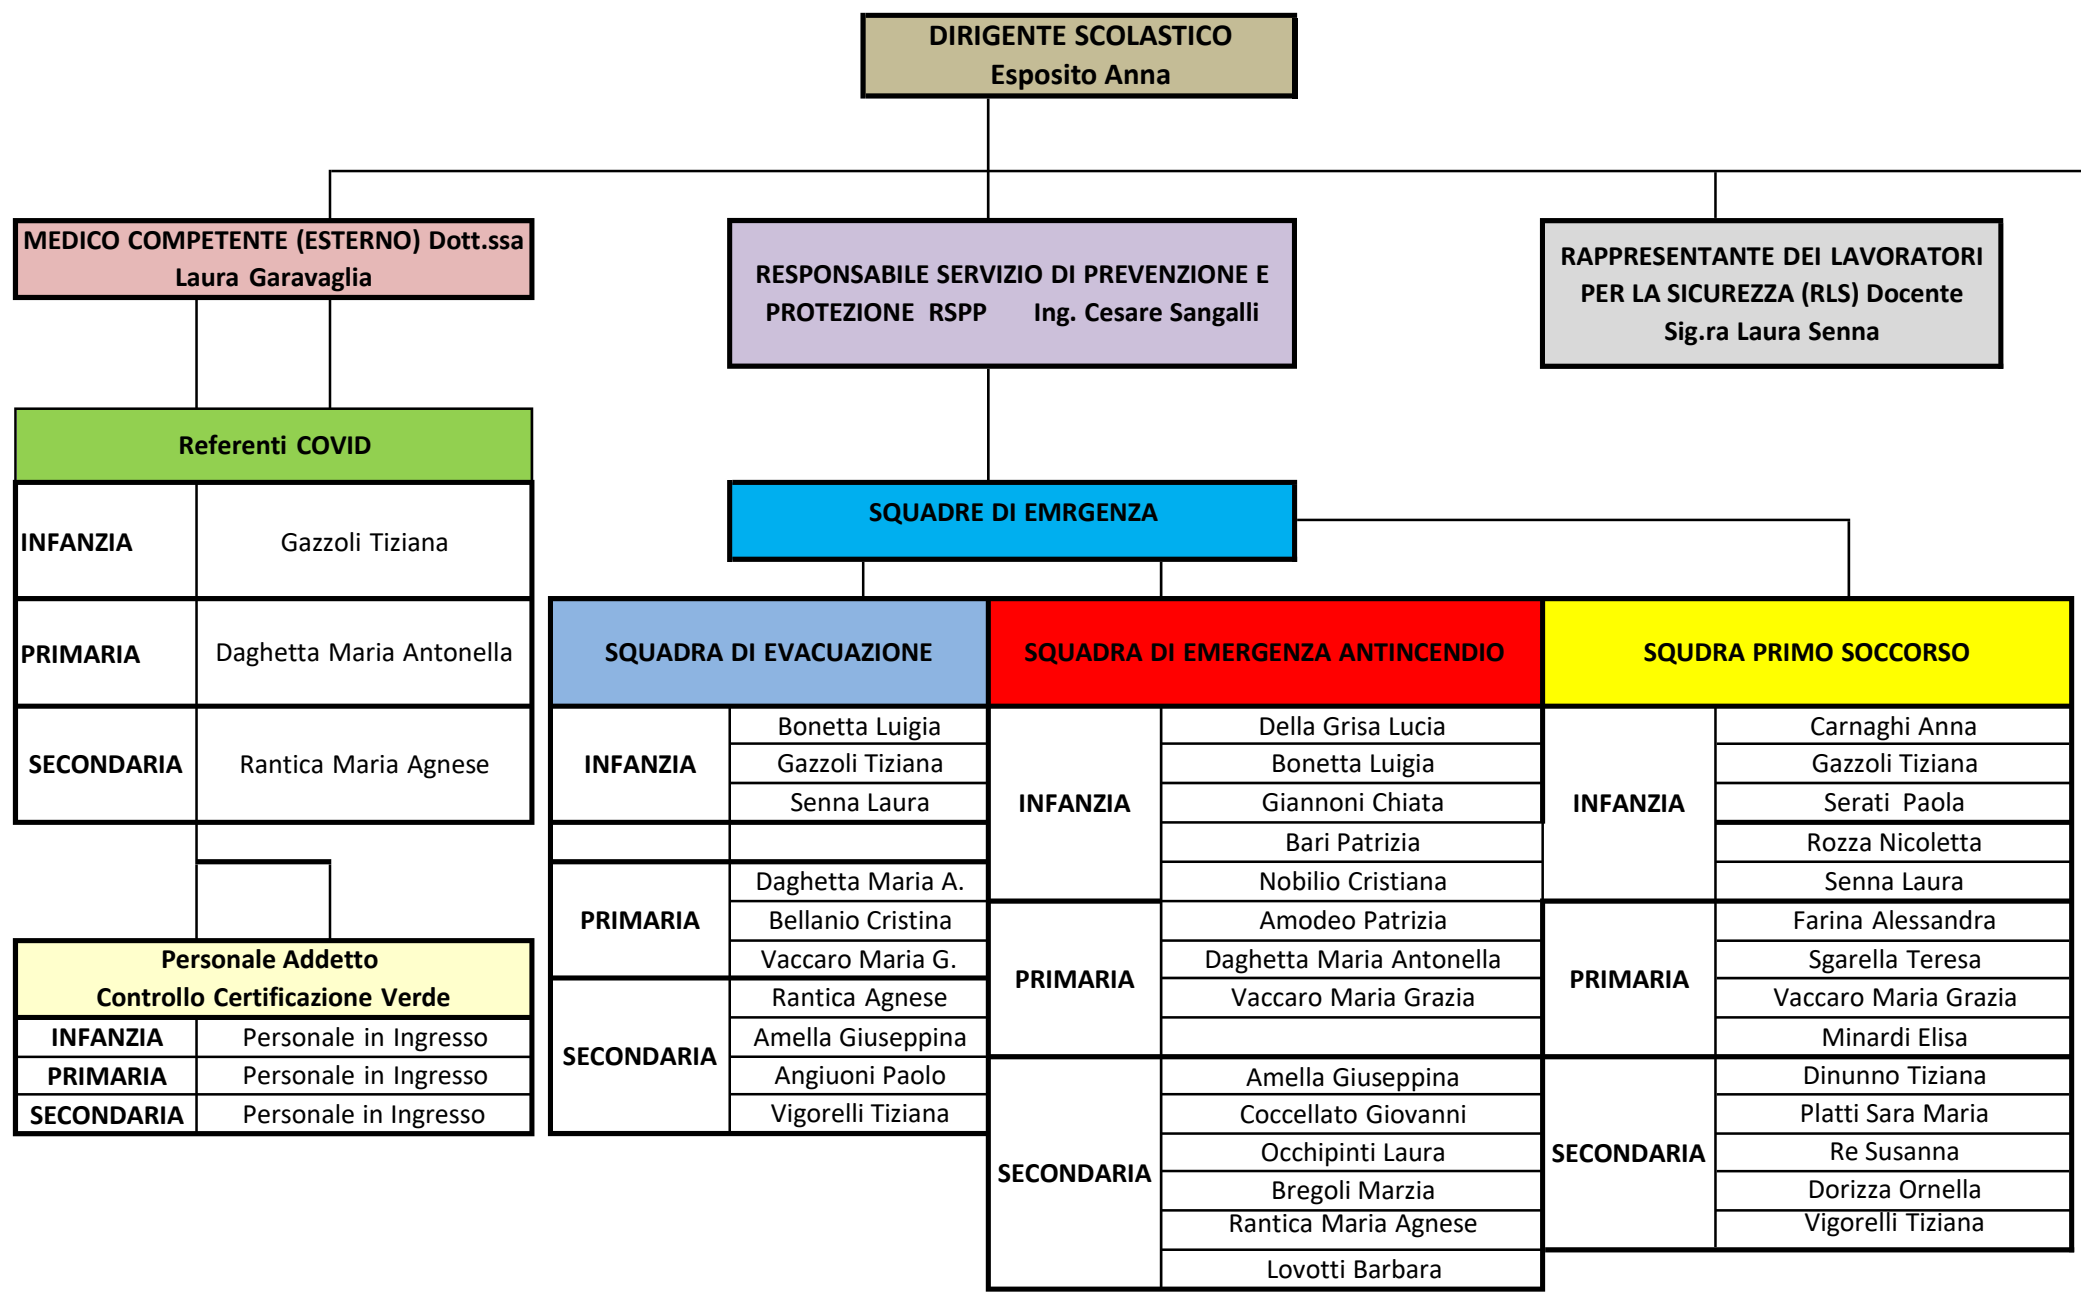 DIRIGENTE SCOLASTICO
Esposito Anna
MEDICO COMPETENTE (ESTERNO) Dott.ssa
Laura Garavaglia
RESPONSABILE SERVIZIO DI PREVENZIONE E
PROTEZIONE RSPP Ing. Cesare Sangalli
RAPPRESENTANTE DEI LAVORATORI
PER LA SICUREZZA (RLS) Docente
Sig.ra Laura Senna
Referenti COVID
INFANZIA Gazzoli Tiziana
PRIMARIA Daghetta Maria Antonella
SECONDARIA Rantica Maria Agnese
Personale Addetto
Controllo Certificazione Verde
INFANZIA Personale in Ingresso
PRIMARIA Personale in Ingresso
SECONDARIA Personale in Ingresso
SQUADRE DI EMRGENZA
SQUADRA DI EVACUAZIONE
INFANZIA
Bonetta Luigia
Gazzoli Tiziana
Senna Laura
PRIMARIA
Daghetta Maria A.
Bellanio Cristina
Vaccaro Maria G.
SECONDARIA
Rantica Agnese
Amella Giuseppina
Angiuoni Paolo
Vigorelli Tiziana
SQUADRA DI EMERGENZA ANTINCENDIO
INFANZIA
Della Grisa Lucia
Bonetta Luigia
Giannoni Chiata
Bari Patrizia
Nobilio Cristiana
PRIMARIA
Amodeo Patrizia
Daghetta Maria Antonella
Vaccaro Maria Grazia
SECONDARIA
Amella Giuseppina
Coccellato Giovanni
Occhipinti Laura
Bregoli Marzia
Rantica Maria Agnese
Lovotti Barbara
SQUDRA PRIMO SOCCORSO
INFANZIA
Carnaghi Anna
Gazzoli Tiziana
Serati Paola
Rozza Nicoletta
Senna Laura
PRIMARIA
Farina Alessandra
Sgarella Teresa
Vaccaro Maria Grazia
Minardi Elisa
SECONDARIA
Dinunno Tiziana
Platti Sara Maria
Re Susanna
Dorizza Ornella
Vigorelli Tiziana